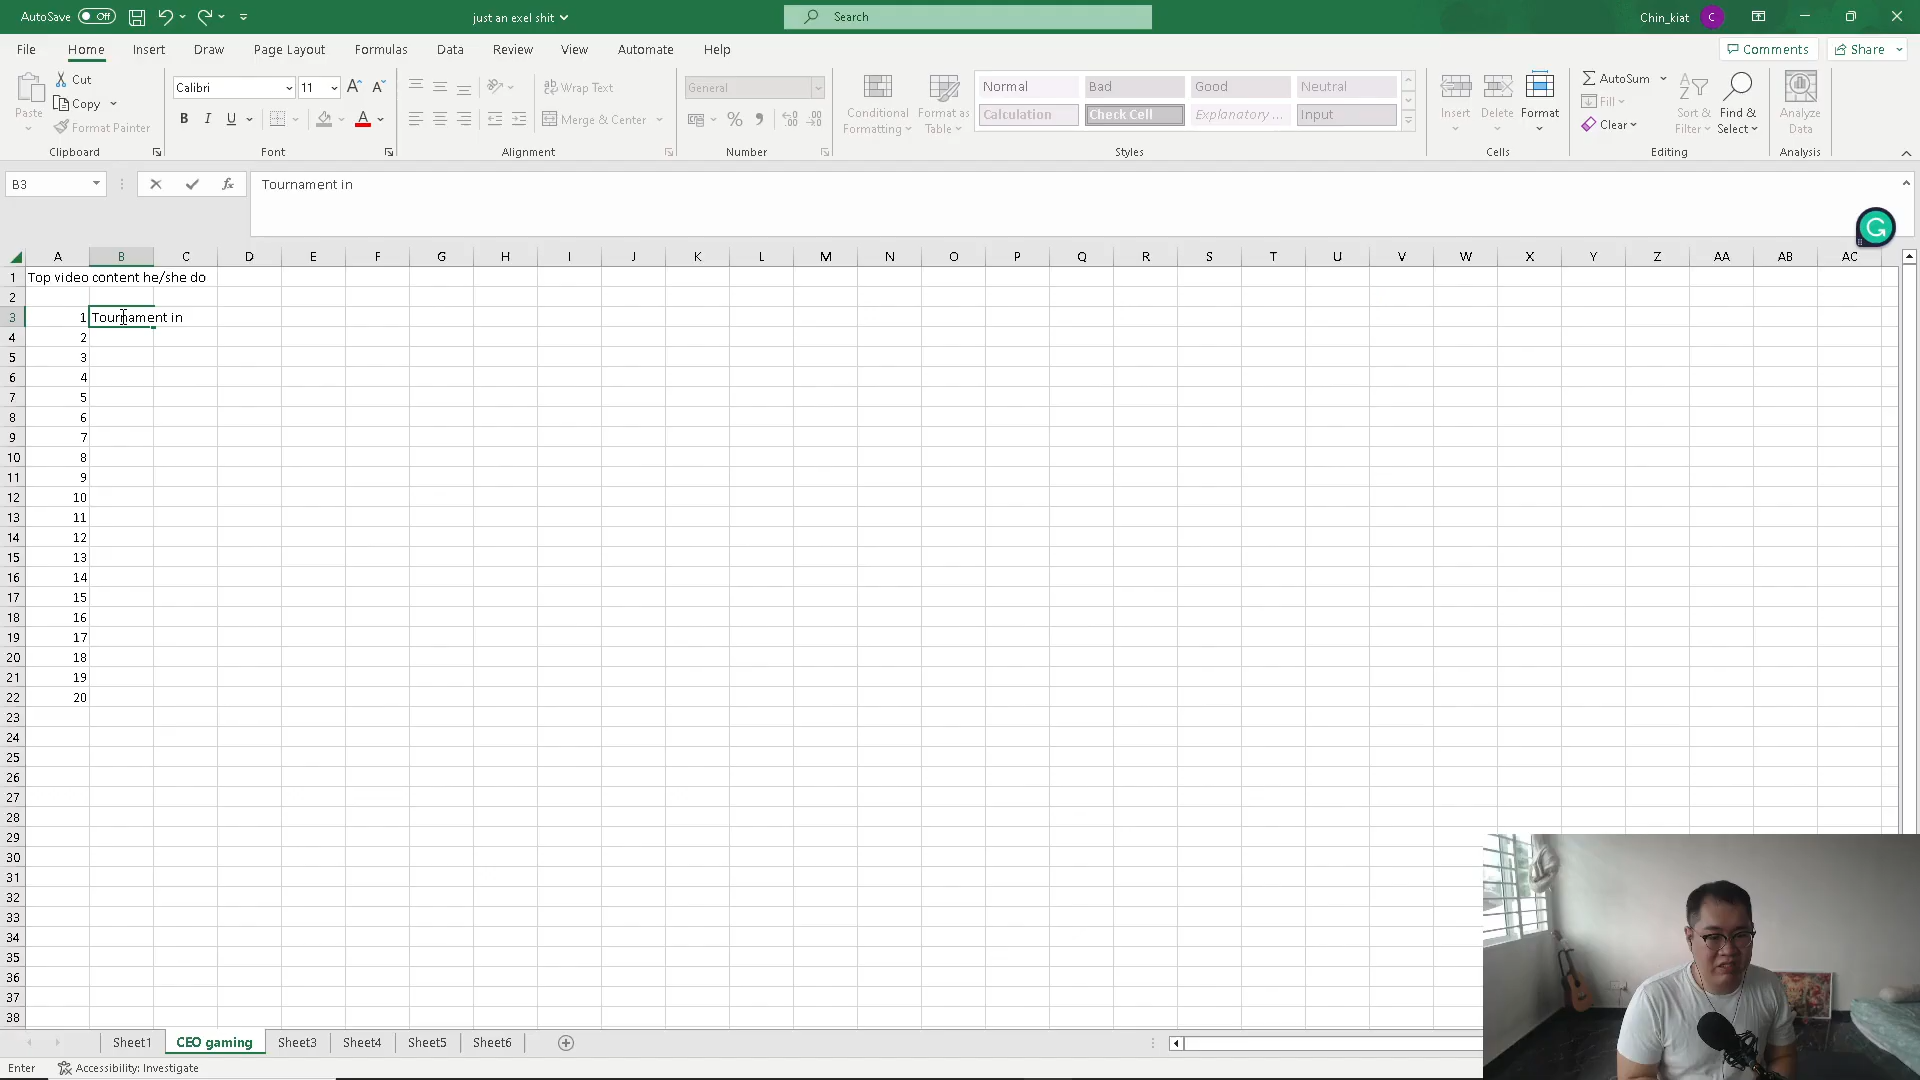 AutoSave Off just an exel shit Search Chin_kiat C
File Home Insert Draw Page Layout Formulas Data Review View Automate Help Comments Share
Paste Cut Copy Format Painter Clipboard
Calibri 11 A A B I U A Font
Wrap Text Merge & Center Alignment
General % Number
Conditional Formatting Format as Table Normal Bad Good Neutral Calculation Check Cell Explanatory ... Input Styles
Insert Delete Format Cells
AutoSum Fill Clear Sort & Filter Find & Select Editing
Analyze Data Analysis
B3 fx Tournament in
A B C D E F G H I J K L M N O P Q R S T U V W X Y Z AA AB AC
1 Top video content he/she do
2
3 1 Tournament in
4 2
5 3
6 4
7 5
8 6
9 7
10 8
11 9
12 10
13 11
14 12
15 13
16 14
17 15
18 16
19 17
20 18
21 19
22 20
23
24
25
26
27
28
29
30
31
32
33
34
35
36
37
38
Sheet1 CEO gaming Sheet3 Sheet4 Sheet5 Sheet6
Enter Accessibility: Investigate